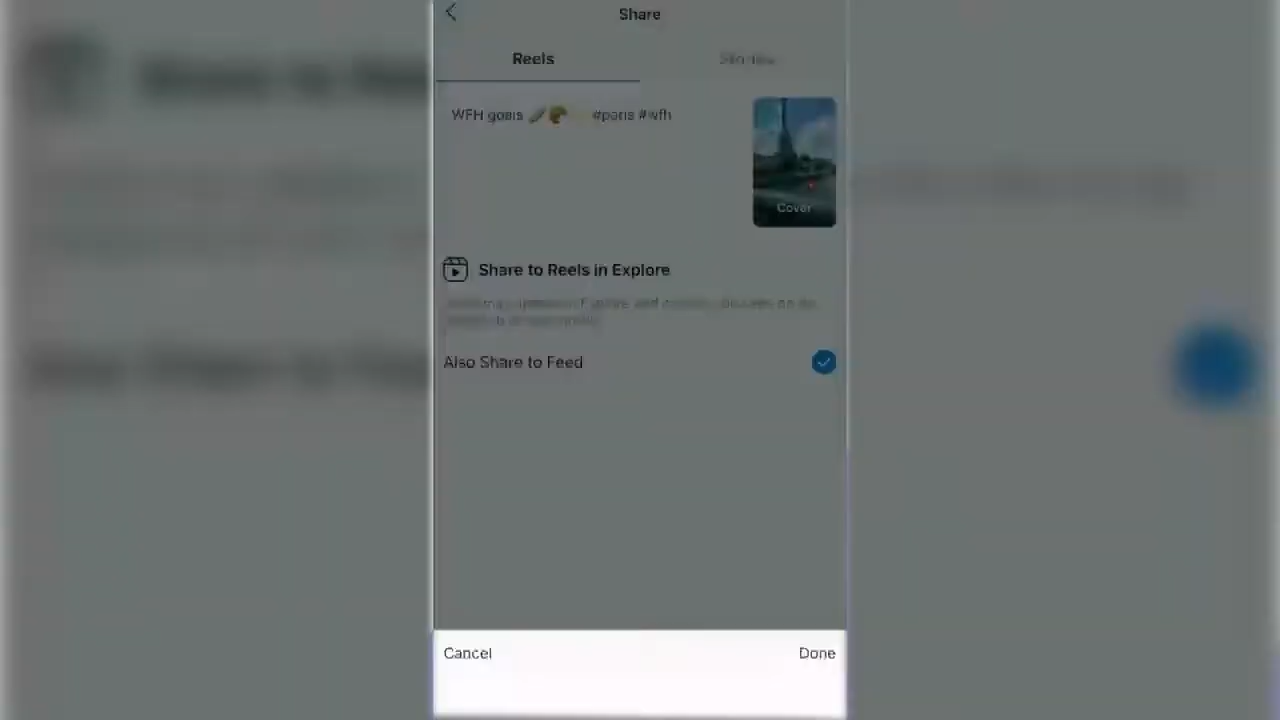 Share
Reels
WFH goals #paris #wfh
Cover
Share to Reels in Explore
Also Share to Feed
Cancel
Done